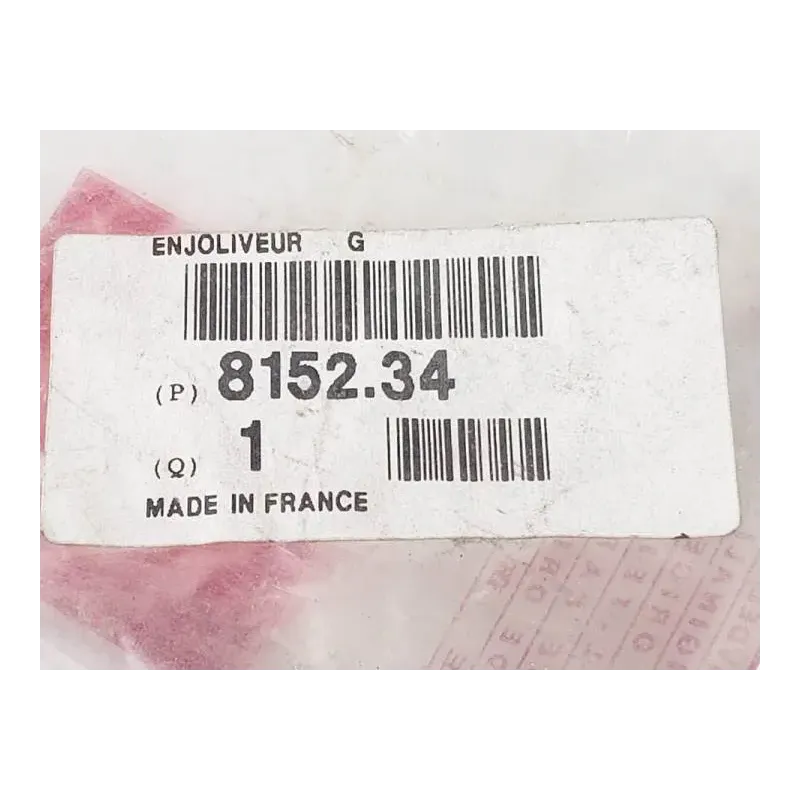 ENJOLIVEUR G
(P) 8152.34
(Q) 1
MADE IN FRANCE